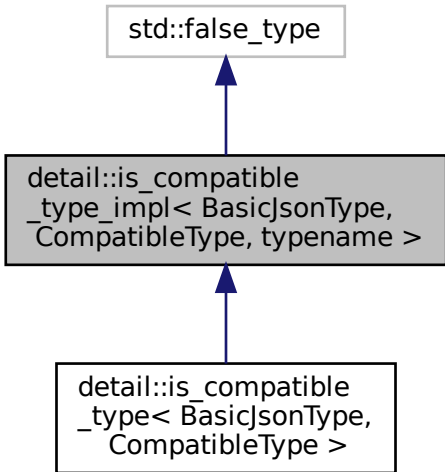 std::false_type
detail::is_compatible
_type_impl< BasicJsonType,
CompatibleType, typename >
detail::is_compatible
_type< BasicJsonType,
CompatibleType >